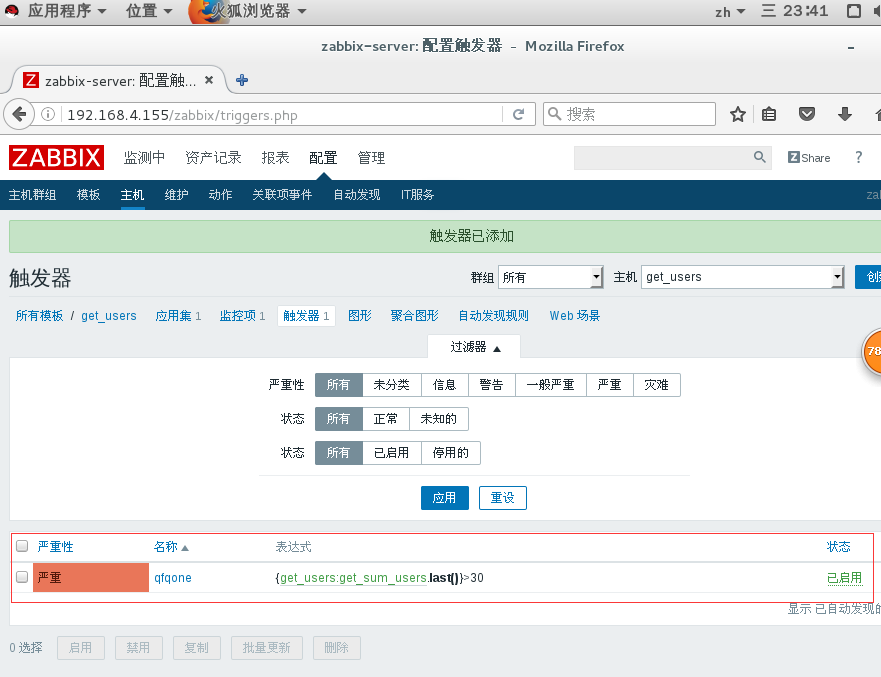 应用程序 位置 火狐浏览器 zh 三 23:41
zabbix-server: 配置触发器 - Mozilla Firefox
Z zabbix-server: 配置触...
192.168.4.155/zabbix/triggers.php 搜索
ZABBIX 监测中 资产记录 报表 配置 管理 Z Share ?
主机群组 模板 主机 维护 动作 关联项事件 自动发现 IT服务 zal
触发器已添加
触发器 群组 所有 主机 get_users 创建
所有模板 / get_users 应用集 1 监控项 1 触发器 1 图形 聚合图形 自动发现规则 Web 场景
过滤器 ▲
78
严重性 所有 未分类 信息 警告 一般严重 严重 灾难
状态 所有 正常 未知的
状态 所有 已启用 停用的
应用 重设
严重性 名称 ▲ 表达式 状态
严重 qfqone {get_users:get_sum_users.last()}>30 已启用
显示 已自动发现的
0 选择 启用 禁用 复制 批量更新 删除